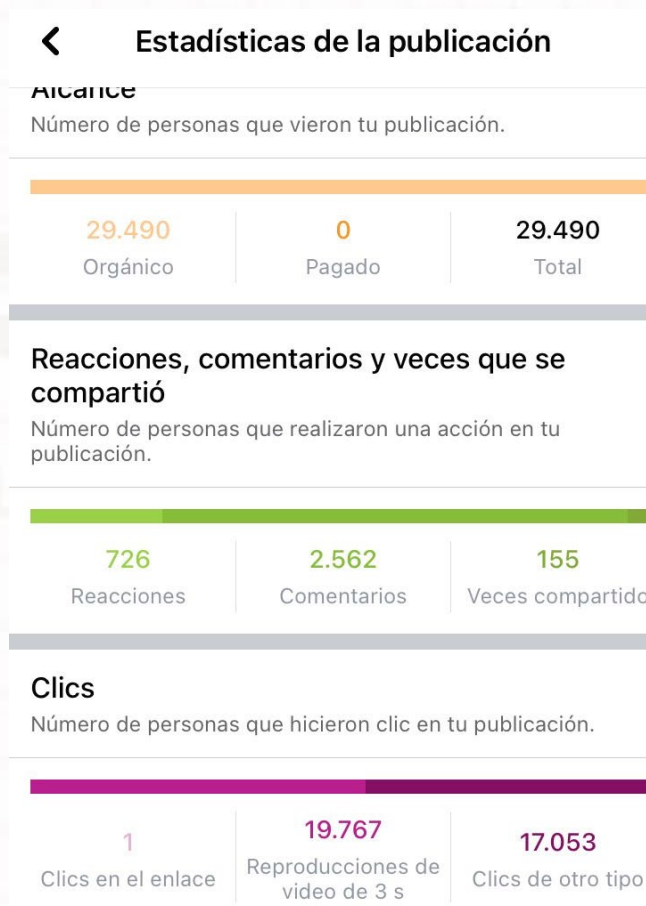 Estadísticas de la publicación
Alcance
Número de personas que vieron tu publicación.
29.490 0 29.490
Orgánico Pagado Total
Reacciones, comentarios y veces que se
compartió
Número de personas que realizaron una acción en tu
publicación.
726 2.562 155
Reacciones Comentarios Veces compartido
Clics
Número de personas que hicieron clic en tu publicación.
1 19.767 17.053
Clics en el enlace Reproducciones de Clics de otro tipo
video de 3 s